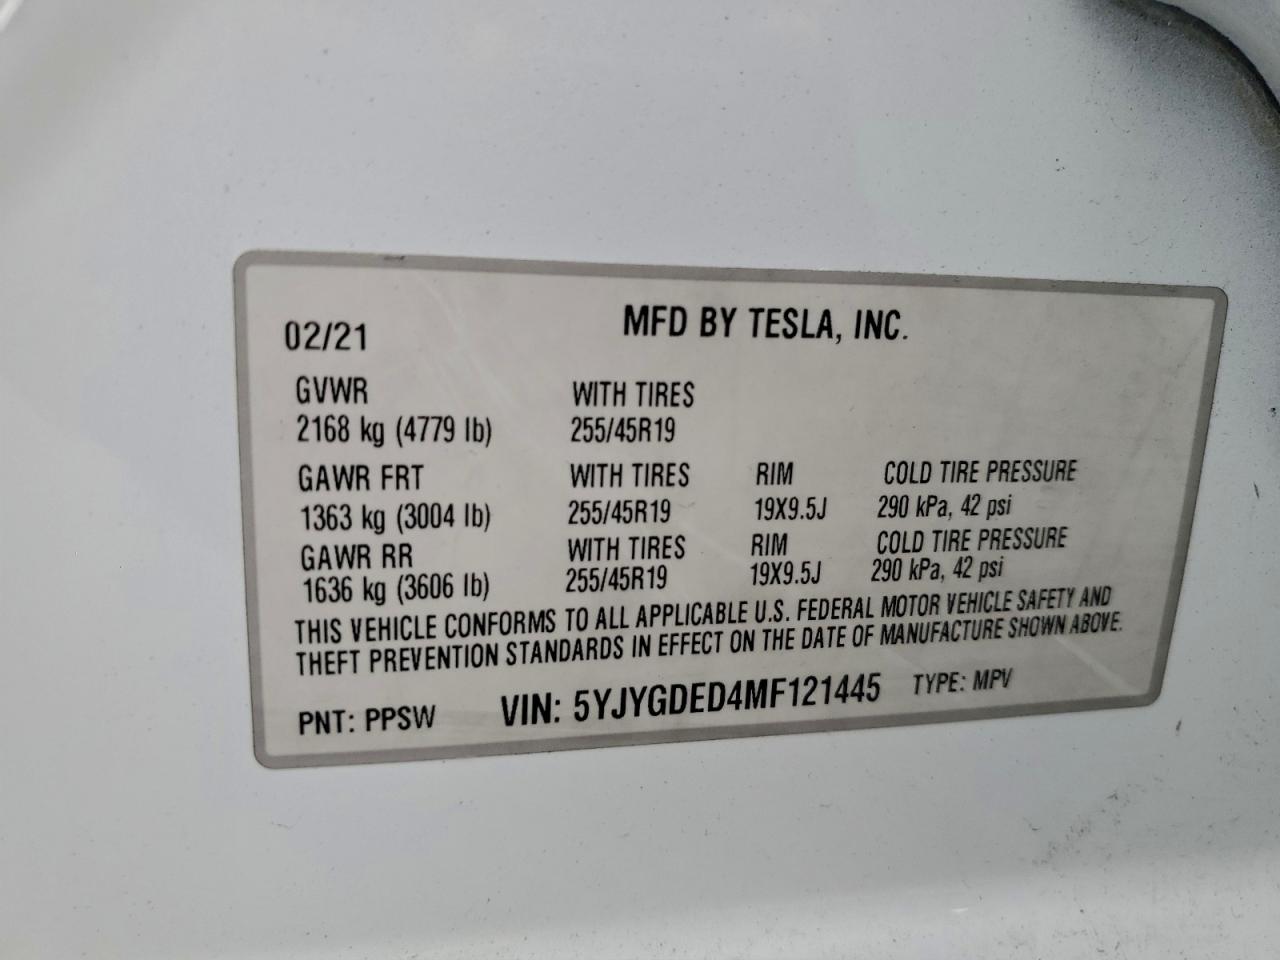 02/21 MFD BY TESLA, INC.
GVWR WITH TIRES
2168 kg (4779 lb) 255/45R19
GAWR FRT WITH TIRES RIM COLD TIRE PRESSURE
1363 kg (3004 lb) 255/45R19 19X9.5J 290 kPa, 42 psi
GAWR RR WITH TIRES RIM COLD TIRE PRESSURE
1636 kg (3606 lb) 255/45R19 19X9.5J 290 kPa, 42 psi
THIS VEHICLE CONFORMS TO ALL APPLICABLE U.S. FEDERAL MOTOR VEHICLE SAFETY AND
THEFT PREVENTION STANDARDS IN EFFECT ON THE DATE OF MANUFACTURE SHOWN ABOVE.
PNT: PPSW VIN: 5YJYGDED4MF121445 TYPE: MPV